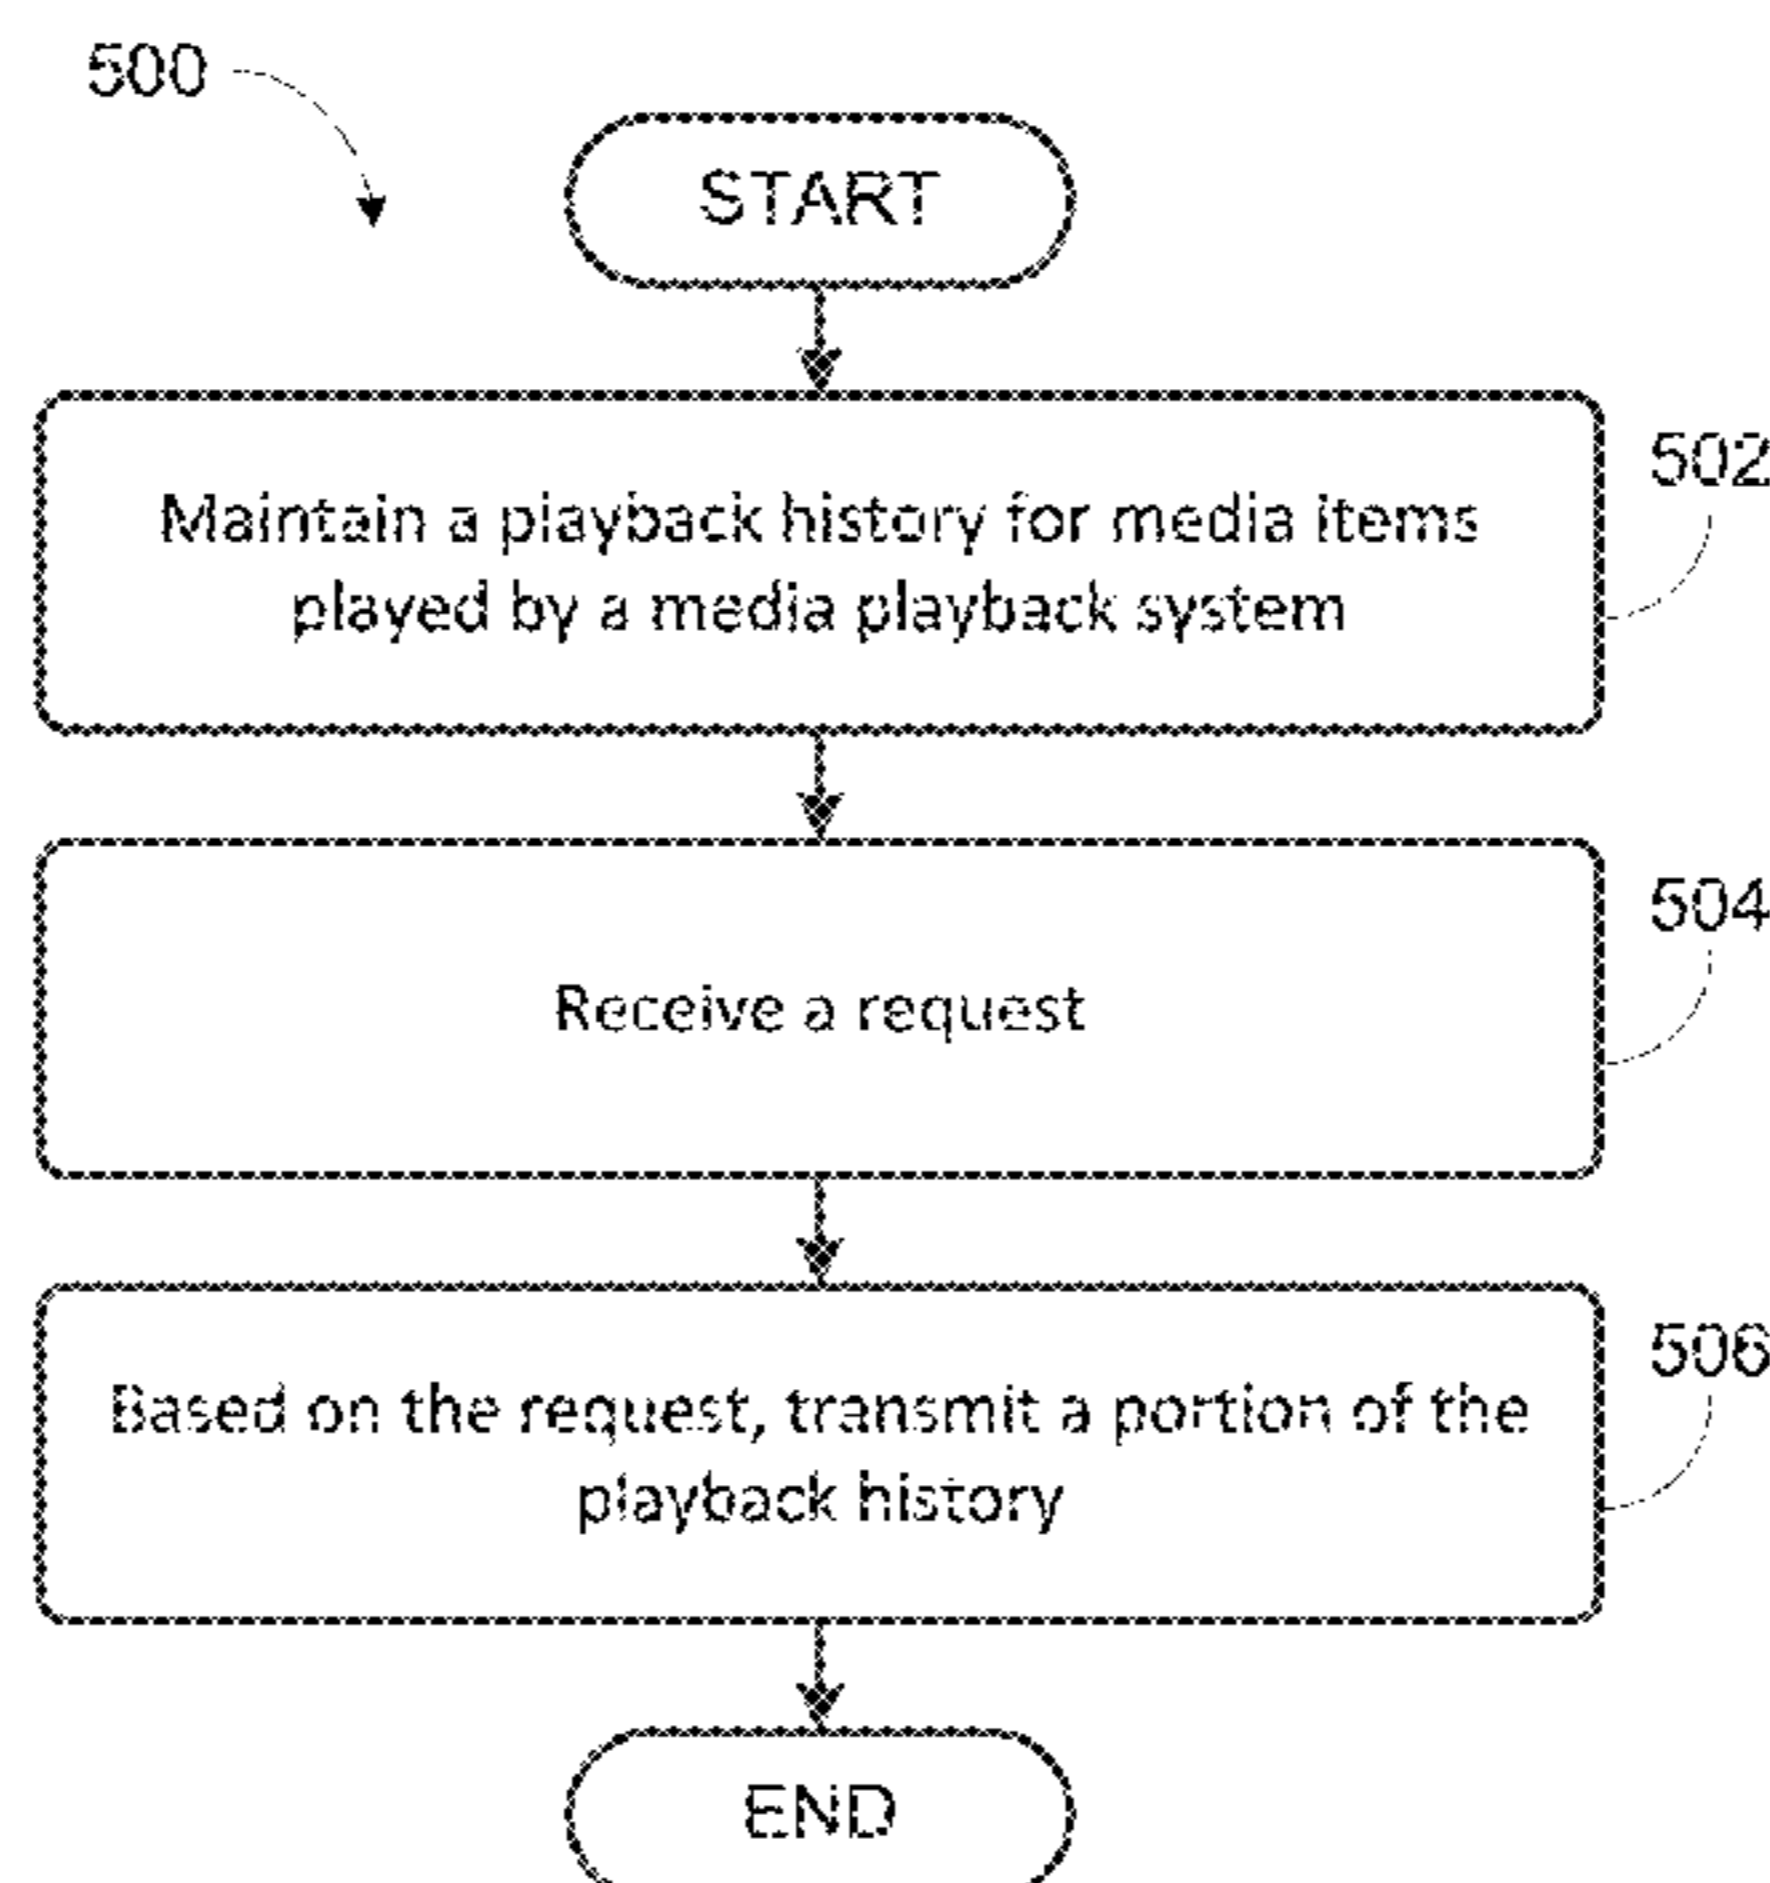 500
START
Maintain a playback history for media items
played by a media playback system
502
Receive a request
504
Based on the request, transmit a portion of the
playback history
506
END